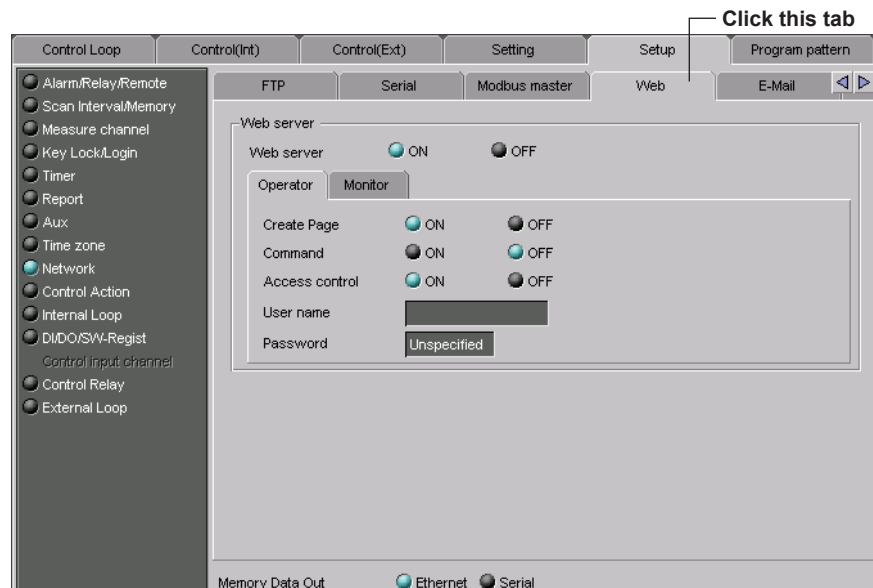 Click this tab
Control Loop Control(Int) Control(Ext) Setting Setup Program pattern
Alarm/Relay/Remote
Scan Interval/Memory
Measure channel
Key Lock/Login
Timer
Report
Aux
Time zone
Network
Control Action
Internal Loop
DI/DO/SW-Regist
Control input channel
Control Relay
External Loop
FTP Serial Modbus master Web E-Mail
Web server
Web server ON OFF
Operator Monitor
Create Page ON OFF
Command ON OFF
Access control ON OFF
User name
Password Unspecified
Memory Data Out Ethernet Serial